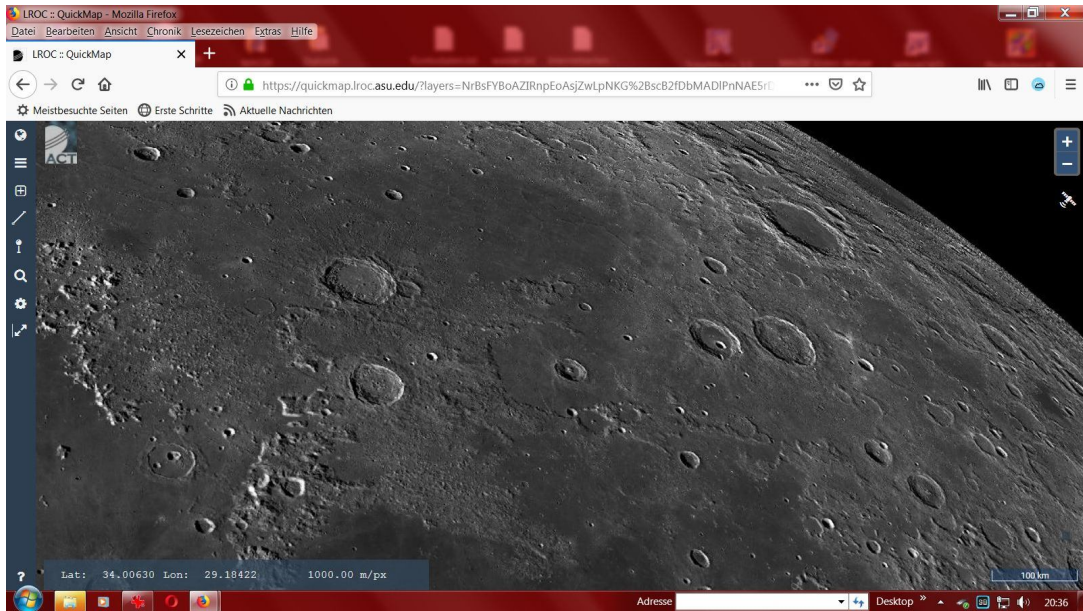 LROC :: QuickMap - Mozilla Firefox
Datei Bearbeiten Ansicht Chronik Lesezeichen Extras Hilfe
LROC :: QuickMap
https://quickmap.lroc.asu.edu/?layers=NrBsFYBoAZIRnpEoAsjZwLpNKG%2BscB2fDbMADlPnNAE5r
Meistbesuchte Seiten Erste Schritte Aktuelle Nachrichten
ACT
Lat: 34.00630 Lon: 29.18422 1000.00 m/px
100 km
Adresse Desktop » 20:36